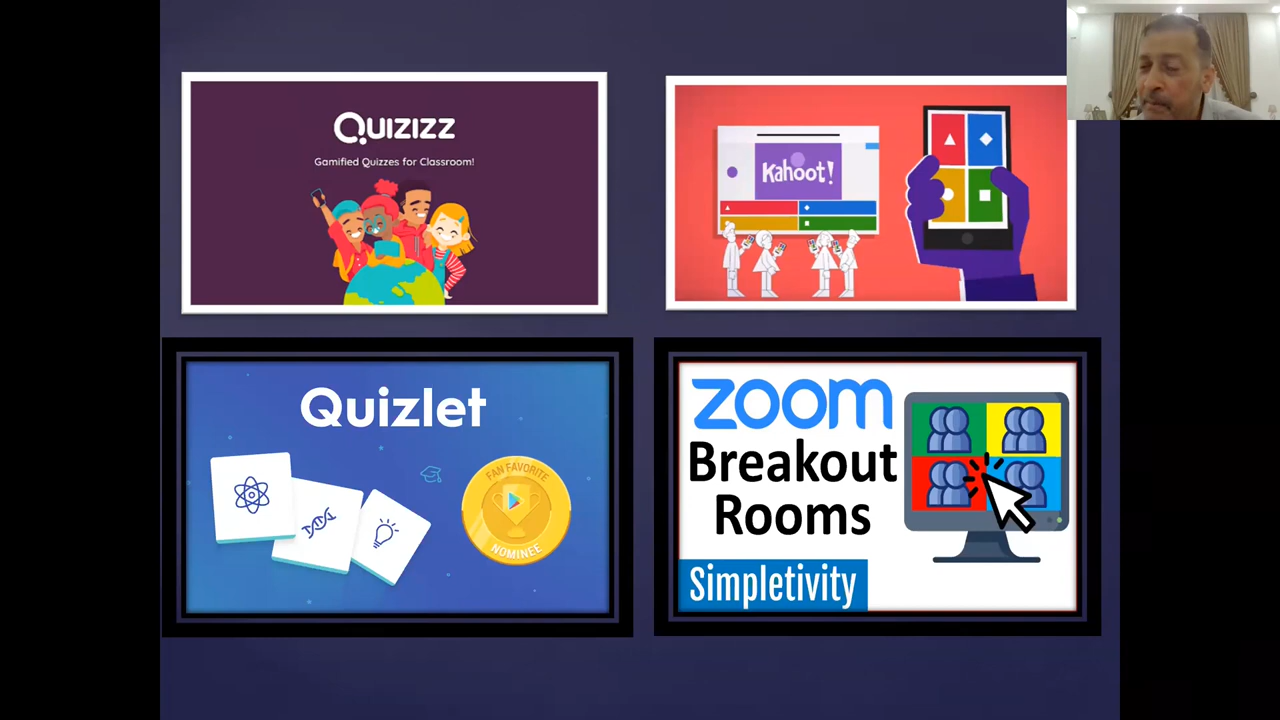 QUIZIZZ
Gamified Quizzes for Classroom!
Kahoot!
Quizlet
FAN FAVORITE
NOMINEE
zoom
Breakout
Rooms
Simpletivity